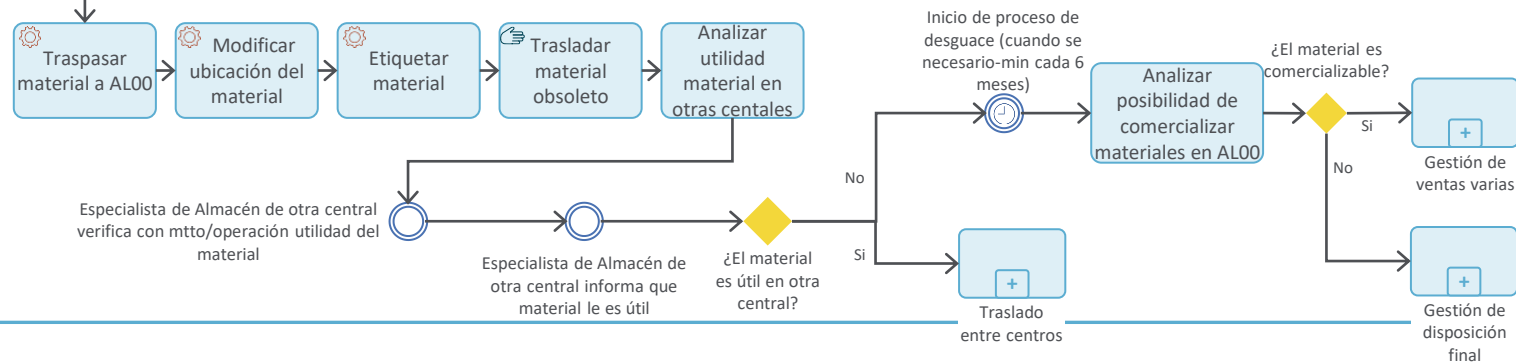 Traspasar
material a AL00
Modificar
ubicación del
material
Etiquetar
material
Trasladar
material
obsoleto
Analizar
utilidad
material en
otras centales
Inicio de proceso de
desguace (cuando se
necesario-min cada 6
meses)
Analizar
posibilidad de
comercializar
materiales en AL00
¿El material es
comercializable?
Si
No
Gestión de
ventas varias
Especialista de Almacén de otra central
verifica con mtto/operación utilidad del
material
Especialista de Almacén de
otra central informa que
material le es útil
¿El material
es útil en otra
central?
No
Si
Traslado
entre centros
Gestión de
disposición
final